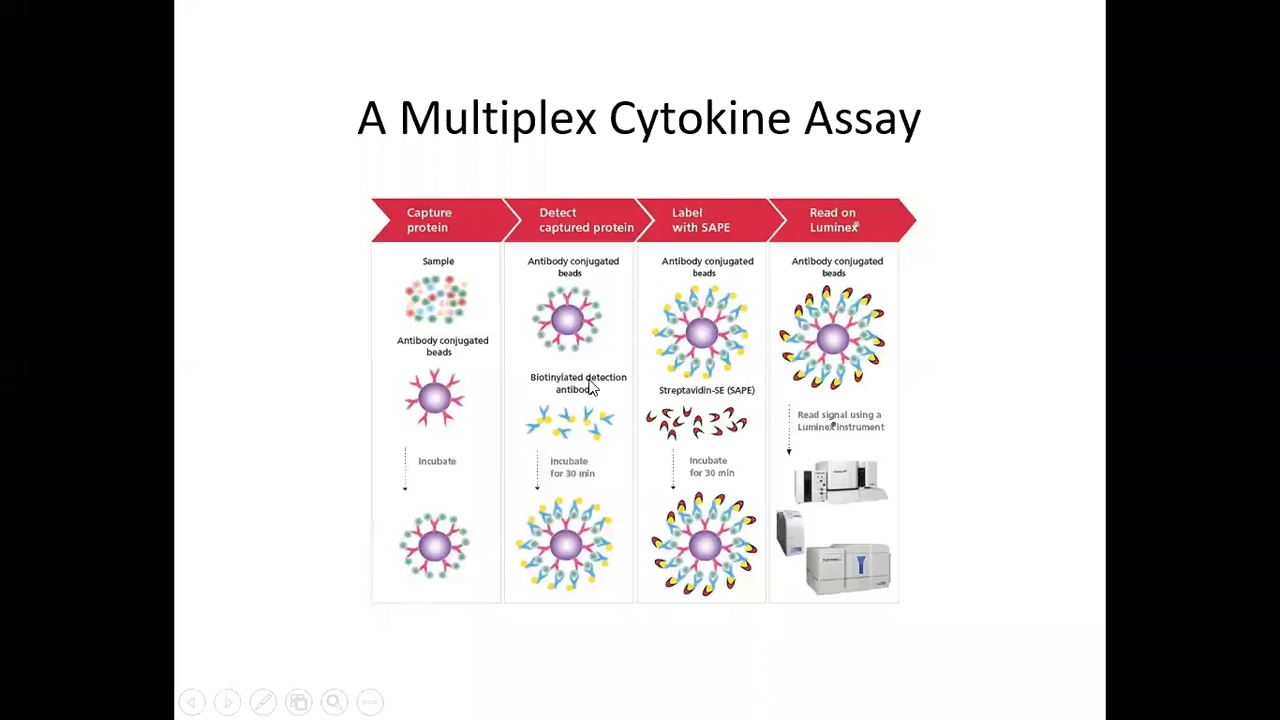 A Multiplex Cytokine Assay
Capture
protein
Detect
captured protein
Label
with SAPE
Read on
Luminex®
Sample
Antibody conjugated
beads
Incubate
Antibody conjugated
beads
Biotinylated detection
antibody
Incubate
for 30 min
Antibody conjugated
beads
Streptavidin-SE (SAPE)
Incubate
for 30 min
Antibody conjugated
beads
Read signal using a
Luminex® instrument